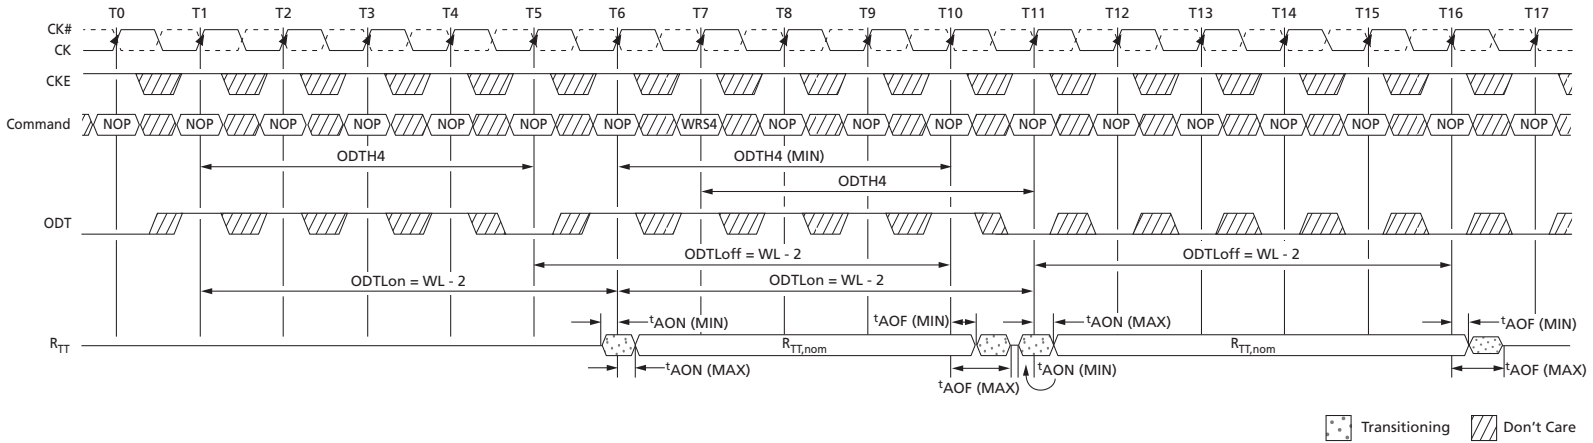 T0 T1 T2 T3 T4 T5 T6 T7 T8 T9 T10 T11 T12 T13 T14 T15 T16 T17
CK#
CK
CKE
Command NOP NOP NOP NOP NOP NOP NOP WRS4 NOP NOP NOP NOP NOP NOP NOP NOP NOP NOP
ODTH4 ODTH4 (MIN)
ODTH4
ODT
ODTLoff = WL - 2 ODTLoff = WL - 2
ODTLon = WL - 2 ODTLon = WL - 2
tAON (MIN) tAOF (MIN) tAON (MAX) tAOF (MIN)
RTT RTT,nom RTT,nom
tAON (MAX) tAON (MIN) tAOF (MAX)
tAOF (MAX)
Transitioning Don't Care